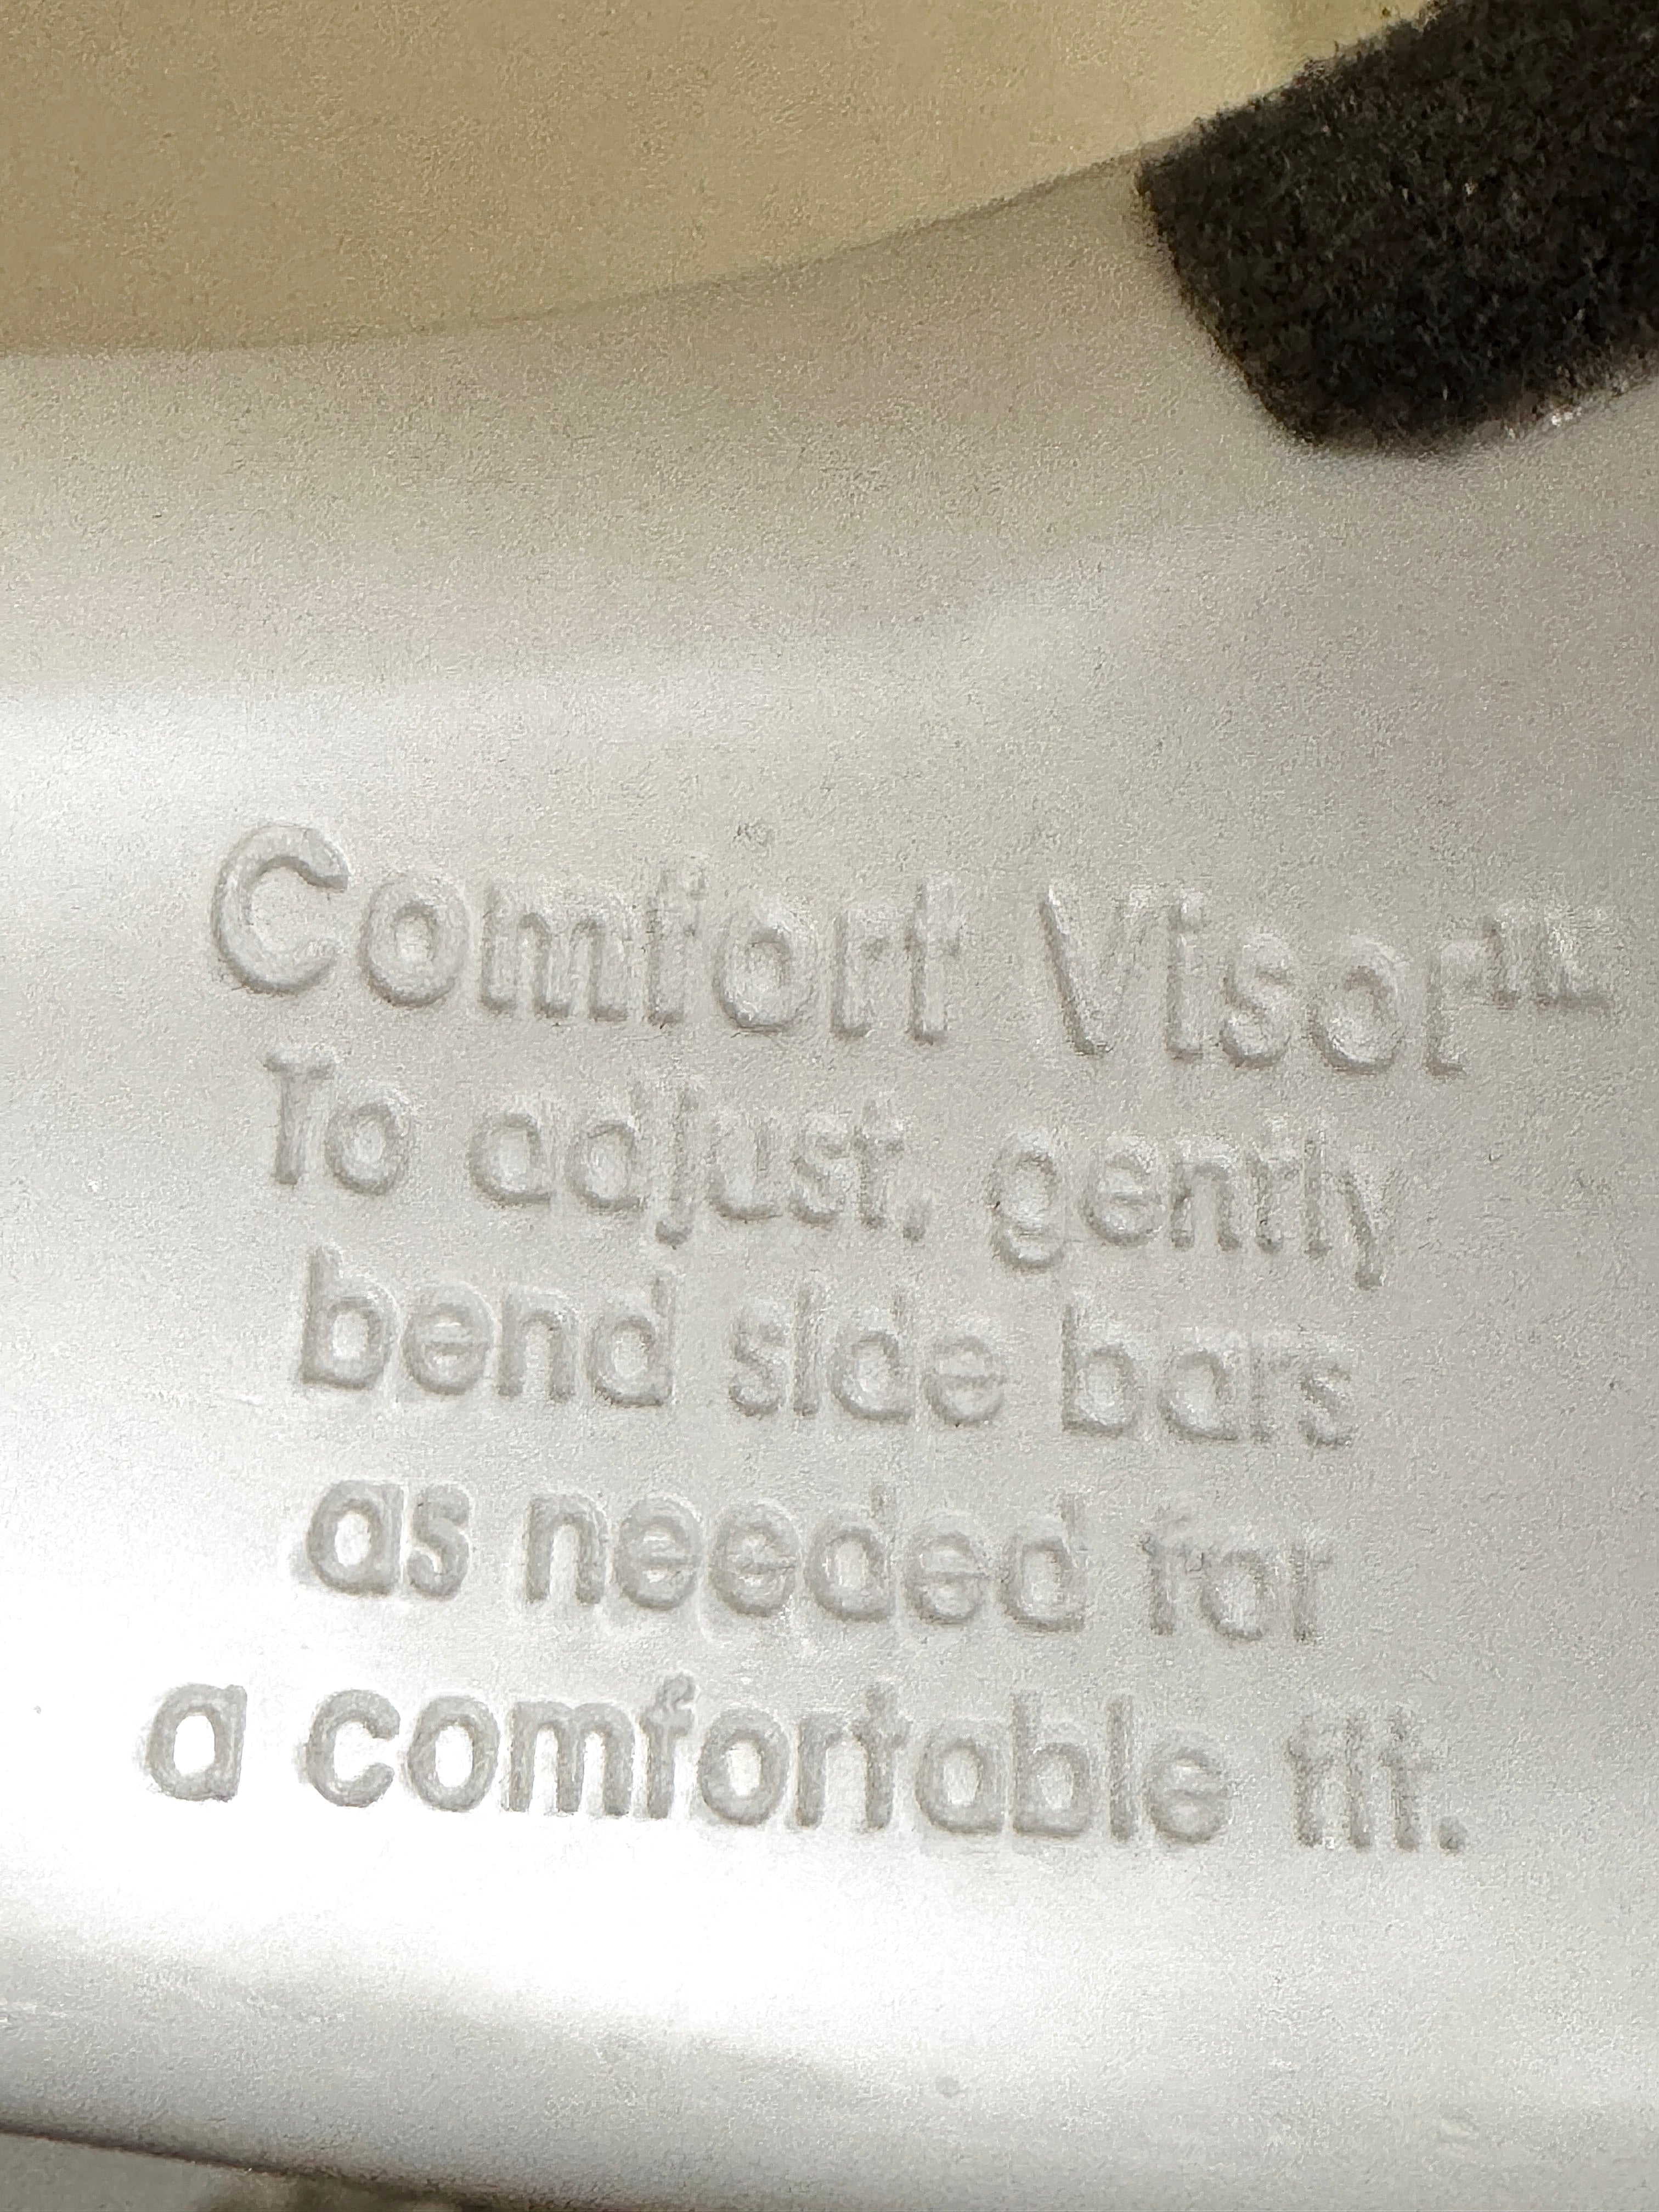 Comfort Visor™
To adjust, gently
bend side bars
as needed for
a comfortable fit.